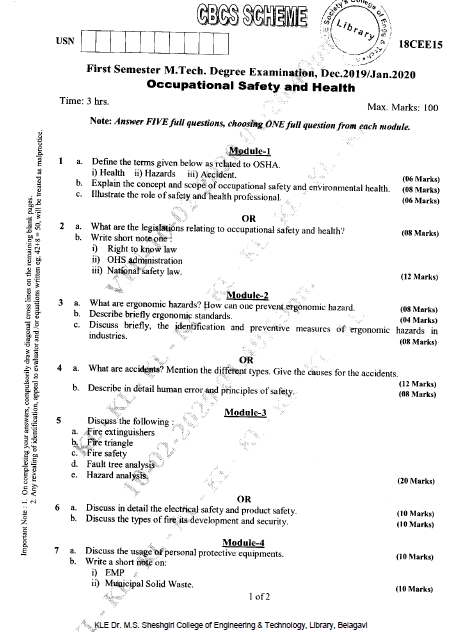 CBCS SCHEME
Society's College of Engg. & Tech.
Library
USN
18CEE15
First Semester M.Tech. Degree Examination, Dec.2019/Jan.2020
Occupational Safety and Health
Time: 3 hrs.
Max. Marks: 100
Note: Answer FIVE full questions, choosing ONE full question from each module.
Module-1
1 a. Define the terms given below as related to OSHA.
i) Health ii) Hazards iii) Accident. (06 Marks)
b. Explain the concept and scope of occupational safety and environmental health. (08 Marks)
c. Illustrate the role of safety and health professional. (06 Marks)
OR
2 a. What are the legislations relating to occupational safety and health? (08 Marks)
b. Write short note one :
i) Right to know law
ii) OHS administration
iii) National safety law. (12 Marks)
Module-2
3 a. What are ergonomic hazards? How can one prevent ergonomic hazard. (08 Marks)
b. Describe briefly ergonomic standards. (04 Marks)
c. Discuss briefly, the identification and preventive measures of ergonomic hazards in
industries. (08 Marks)
OR
4 a. What are accidents? Mention the different types. Give the causes for the accidents.
(12 Marks)
b. Describe in detail human error and principles of safety. (08 Marks)
Module-3
5 Discuss the following :
a. Fire extinguishers
b. Fire triangle
c. Fire safety
d. Fault tree analysis
e. Hazard analysis. (20 Marks)
OR
6 a. Discuss in detail the electrical safety and product safety. (10 Marks)
b. Discuss the types of fire its development and security. (10 Marks)
Module-4
7 a. Discuss the usage of personal protective equipments. (10 Marks)
b. Write a short note on:
i) EMP
ii) Municipal Solid Waste. (10 Marks)
1 of 2
Important Note : 1. On completing your answers, compulsorily draw diagonal cross lines on the remaining blank pages.
2. Any revealing of identification, appeal to evaluator and /or equations written eg, 42+8 = 50, will be treated as malpractice.
KLE Dr. M.S. Sheshgiri College of Engineering & Technology, Library, Belagavi